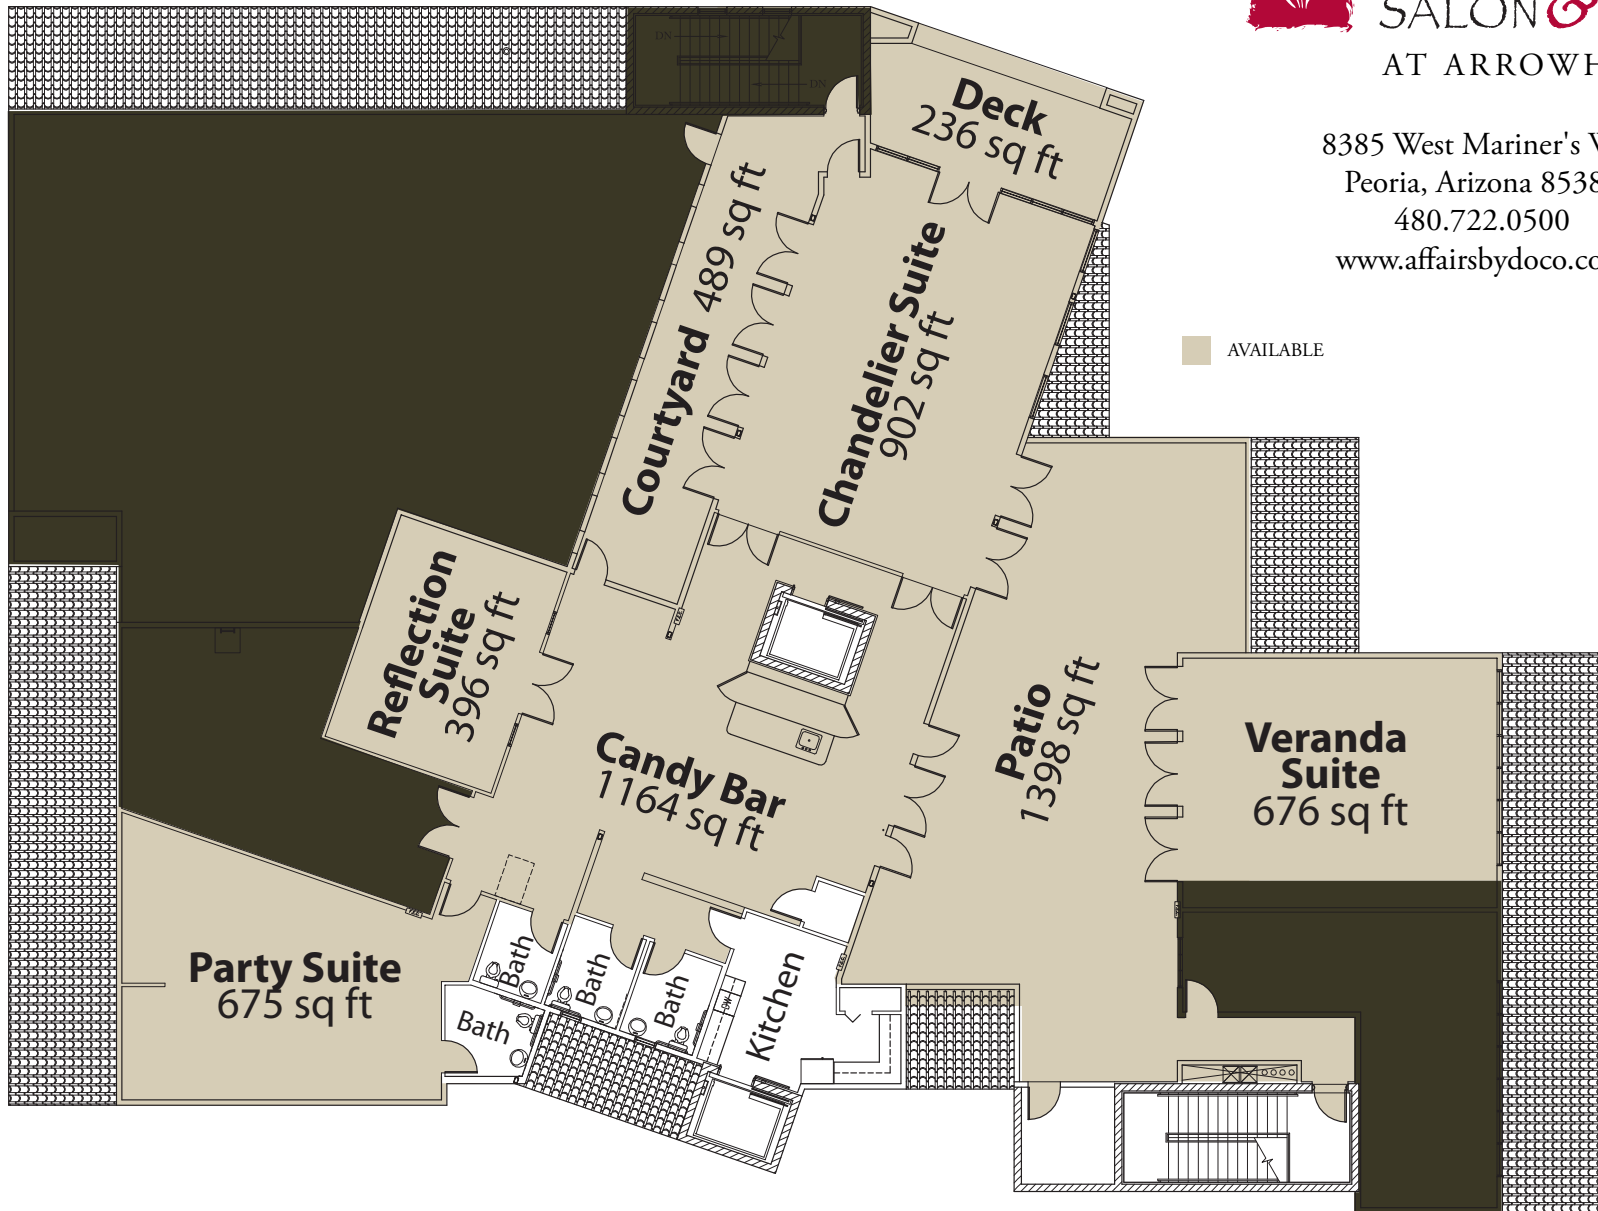 SALON &
AT ARROWH
8385 West Mariner's W
Peoria, Arizona 8538
480.722.0500
www.affairsbydoco.co
AVAILABLE
DN
DN
Deck
236 sq ft
Courtyard 489 sq ft
Chandelier Suite
902 sq ft
Reflection
Suite
396 sq ft
Candy Bar
1164 sq ft
Patio
1398 sq ft
Veranda
Suite
676 sq ft
Party Suite
675 sq ft
Bath
Bath
Bath
Bath
DW
Kitchen